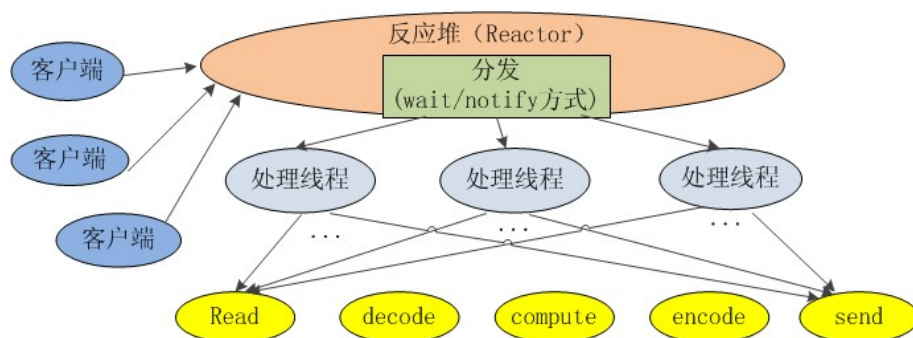 反应堆（Reactor）
客户端
分发
(wait/notify方式)
客户端
处理线程
处理线程
处理线程
客户端
...
...
...
Read
decode
compute
encode
send